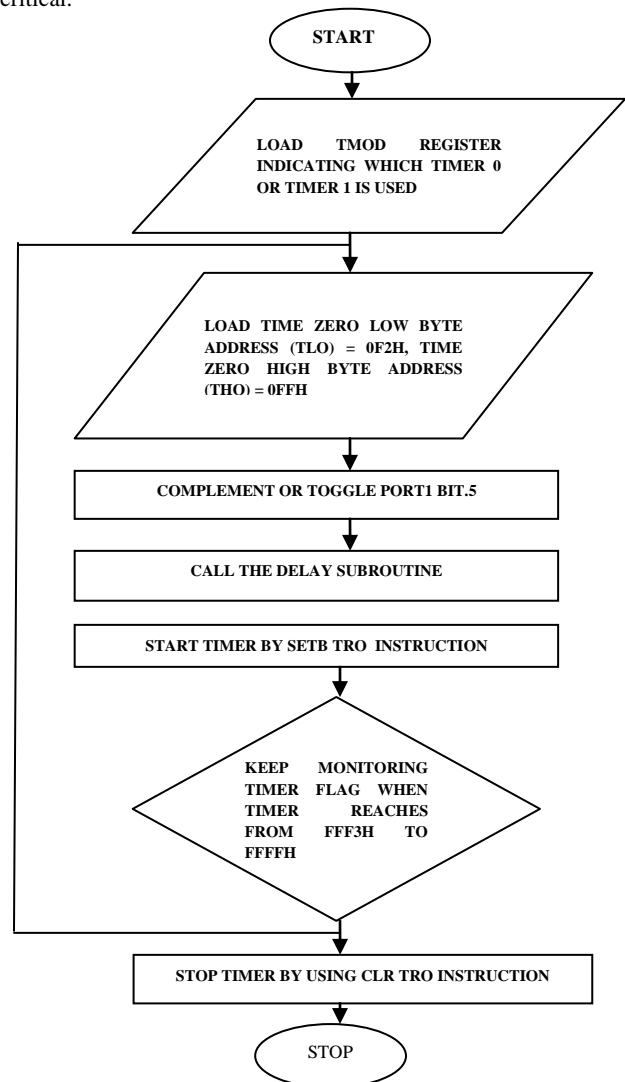 critical.
START
LOAD TMOD REGISTER
INDICATING WHICH TIMER 0
OR TIMER 1 IS USED
LOAD TIME ZERO LOW BYTE
ADDRESS (TLO) = 0F2H, TIME
ZERO HIGH BYTE ADDRESS
(THO) = 0FFH
COMPLEMENT OR TOGGLE PORT1 BIT.5
CALL THE DELAY SUBROUTINE
START TIMER BY SETB TRO INSTRUCTION
KEEP MONITORING
TIMER FLAG WHEN
TIMER REACHES
FROM FFF3H TO
FFFFH
STOP TIMER BY USING CLR TRO INSTRUCTION
STOP